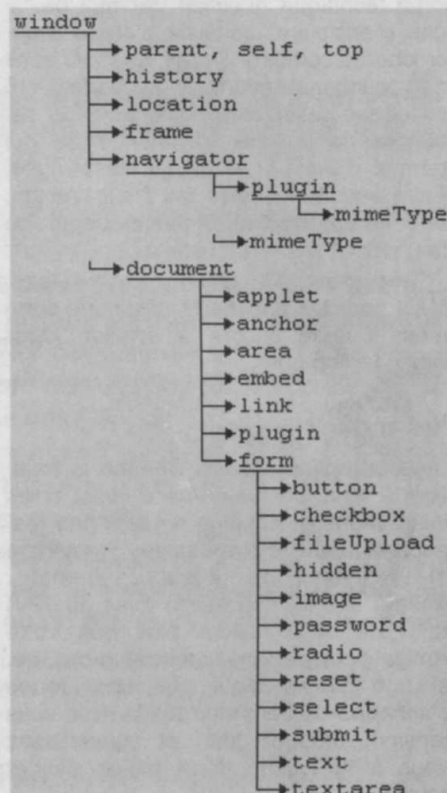 window
parent, self, top
history
location
frame
navigator
plugin
mimeType
mimeType
document
applet
anchor
area
embed
link
plugin
form
button
checkbox
fileUpload
hidden
image
password
radio
reset
select
submit
text
textarea